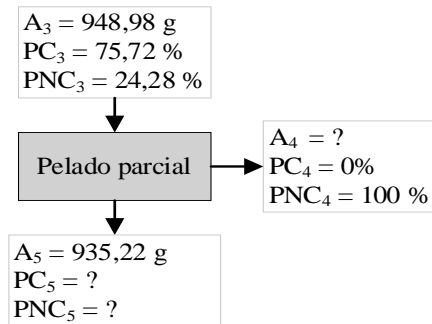 A₃ = 948,98 g
PC₃ = 75,72 %
PNC₃ = 24,28 %
Pelado parcial
A₄ = ?
PC₄ = 0%
PNC₄ = 100 %
A₅ = 935,22 g
PC₅ = ?
PNC₅ = ?